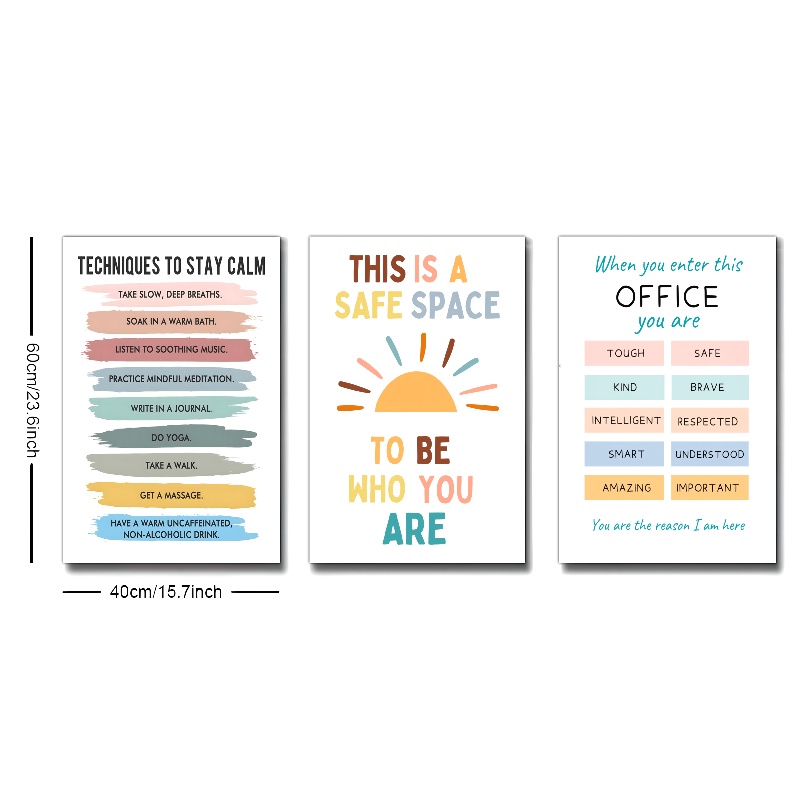 60cm/23.6inch
40cm/15.7inch
TECHNIQUES TO STAY CALM
TAKE SLOW, DEEP BREATHS.
SOAK IN A WARM BATH.
LISTEN TO SOOTHING MUSIC.
PRACTICE MINDFUL MEDITATION.
WRITE IN A JOURNAL.
DO YOGA.
TAKE A WALK.
GET A MASSAGE.
HAVE A WARM UNCAFFEINATED,
NON-ALCOHOLIC DRINK.
THIS IS A
SAFE SPACE
TO BE
WHO YOU
ARE
When you enter this
OFFICE
you are
TOUGH SAFE
KIND BRAVE
INTELLIGENT RESPECTED
SMART UNDERSTOOD
AMAZING IMPORTANT
You are the reason I am here